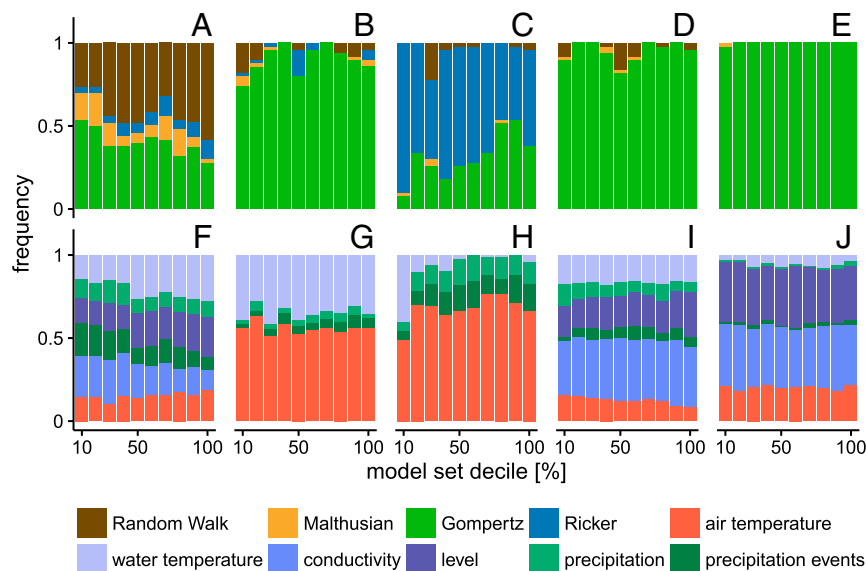 A B C D E
1
0.5
0
frequency
F G H I J
1
0.5
0
10 50 100 10 50 100 10 50 100 10 50 100 10 50 100
model set decile [%]
Random Walk Malthusian Gompertz Ricker air temperature
water temperature conductivity level precipitation precipitation events